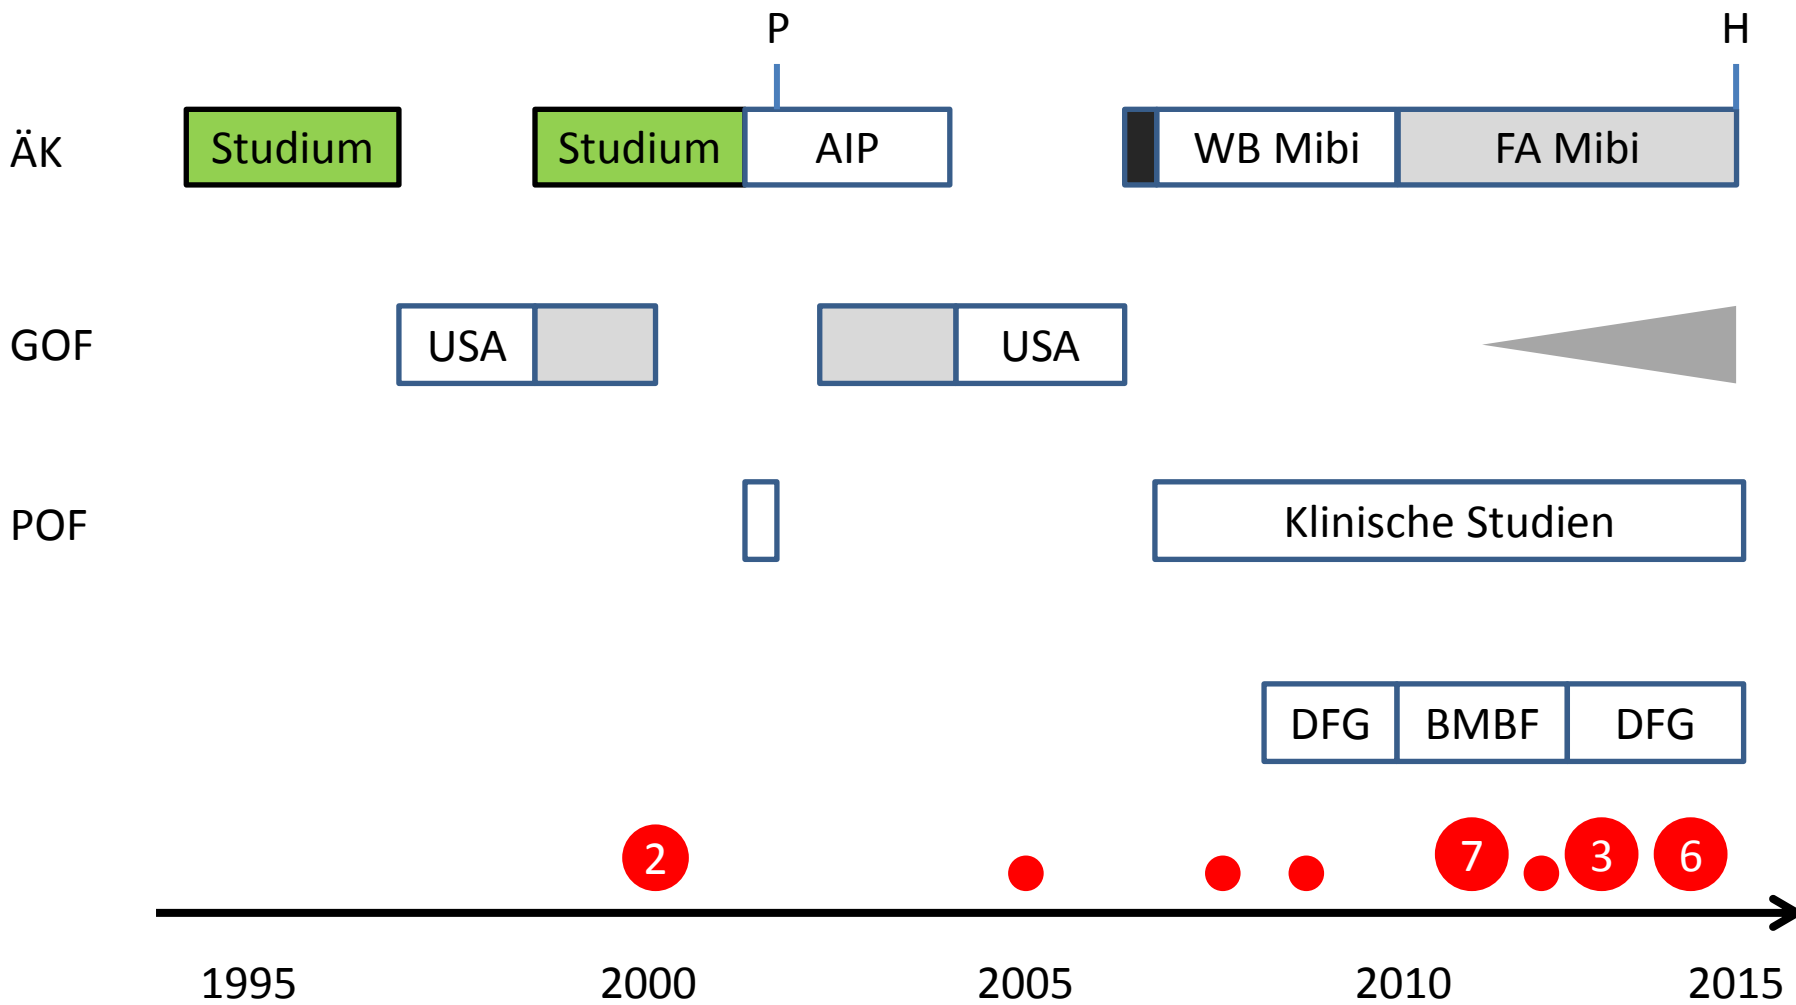 P H
ÄK Studium Studium AIP WB Mibi FA Mibi
GOF USA USA
POF Klinische Studien
DFG BMBF DFG
2 7 3 6
1995 2000 2005 2010 2015